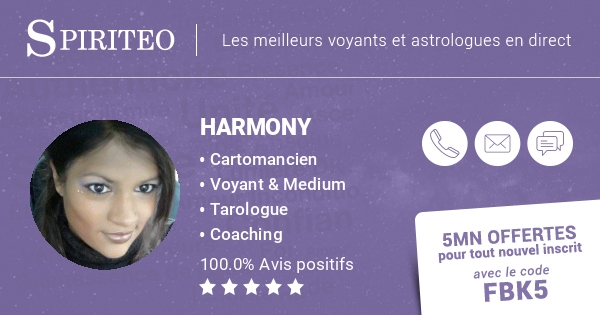 SPIRITEO
Les meilleurs voyants et astrologues en direct
HARMONY
• Cartomancien
• Voyant & Medium
• Tarologue
• Coaching
100.0% Avis positifs
5MN OFFERTES
pour tout nouvel inscrit
avec le code
FBK5